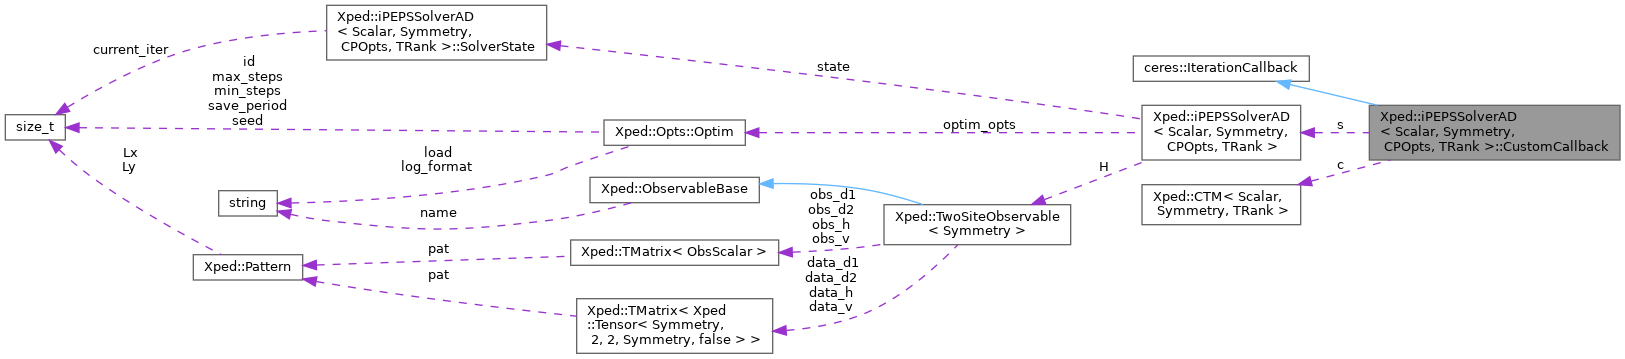 Xped::iPEPSSolverAD
< Scalar, Symmetry,
CPOpts, TRank >::SolverState
current_iter
id
max_steps
min_steps
save_period
seed
size_t
Lx
Ly
state
ceres::IterationCallback
Xped::Opts::Optim
optim_opts
Xped::iPEPSSolverAD
< Scalar, Symmetry,
CPOpts, TRank >
s
Xped::iPEPSSolverAD
< Scalar, Symmetry,
CPOpts, TRank >::CustomCallback
load
log_format
H
c
string
name
Xped::ObservableBase
obs_d1
obs_d2
obs_h
obs_v
Xped::TwoSiteObservable
< Symmetry >
Xped::CTM< Scalar,
Symmetry, TRank >
Xped::Pattern
pat
pat
Xped::TMatrix< ObsScalar >
data_d1
data_d2
data_h
data_v
Xped::TMatrix< Xped
::Tensor< Symmetry,
2, 2, Symmetry, false > >